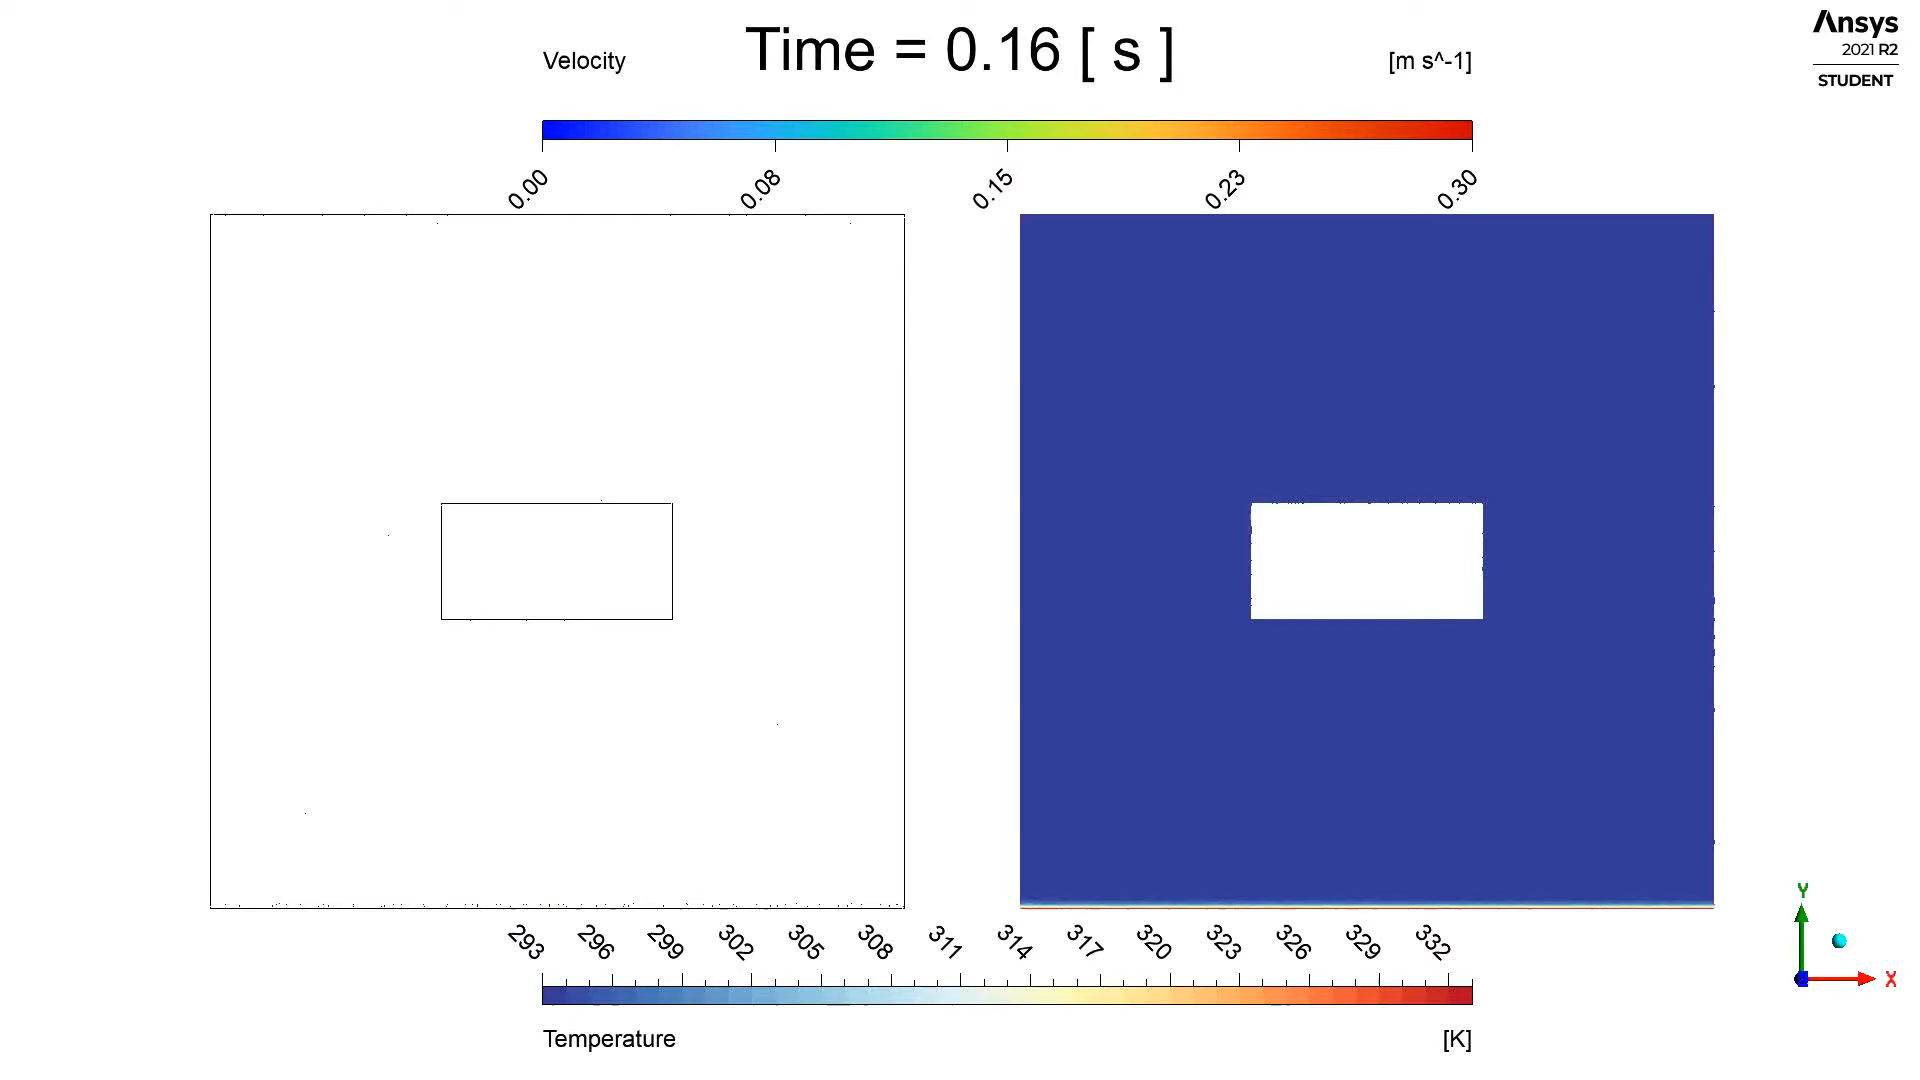 Time = 0.16 [ s ]
Velocity
[m s^-1]
Ansys
2021 R2
STUDENT
0.00 0.08 0.15 0.23 0.30
293 296 299 302 305 308 311 314 317 320 323 326 329 332
Temperature
[K]
Y
X